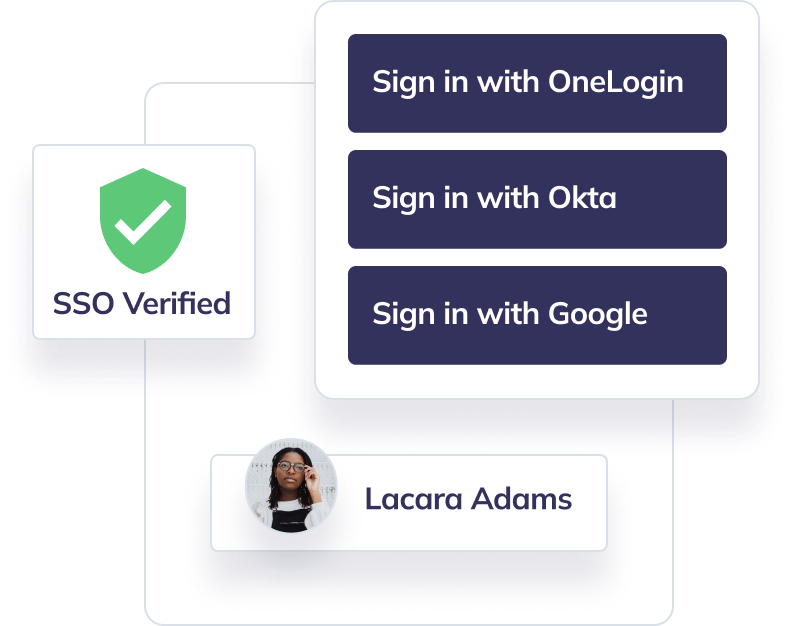 Sign in with OneLogin
Sign in with Okta
Sign in with Google
SSO Verified
Lacara Adams